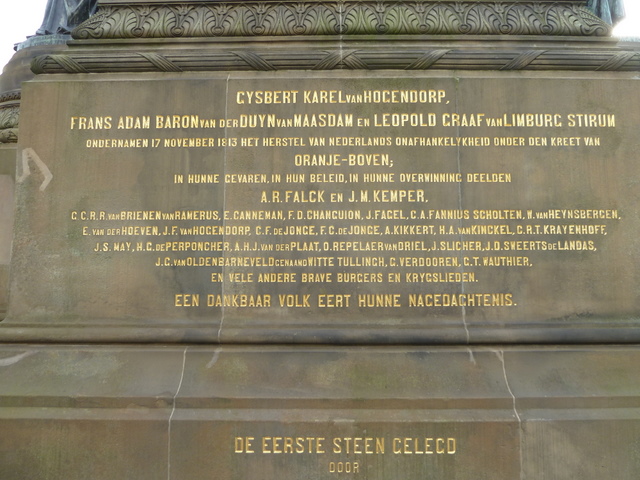 GYSBERT KAREL VAN HOGENDORP,
FRANS ADAM BARON VAN DER DUYN VAN MAASDAM EN LEOPOLD GRAAF VAN LIMBURG STIRUM
ONDERNAMEN 17 NOVEMBER 1813 HET HERSTEL VAN NEDERLANDS ONAFHANKELYKHEID ONDER DEN KREET VAN
ORANJE-BOVEN;
IN HUNNE GEVAREN, IN HUN BELEID, IN HUNNE OVERWINNING DEELDEN
A.R. FALCK EN J.M. KEMPER,
C.C.R.R. VAN BRIENEN VAN RAMERUS, E. CANNEMAN, F.D. CHANGUION, J. FAGEL, C.A. FANNIUS SCHOLTEN, W. VAN HEYNSBERGEN,
E. VAN DER HOEVEN, J.F. VAN HOGENDORP, C.F. DE JONGE, F.C. DE JONGE, A. KIKKERT, H.A. VAN KINCKEL, C.R.T. KRAYENHOFF,
J.S. MAY, H.G. DE PERPONCHER, A.H.J. VAN DER PLAAT, O. REPELAER VAN DRIEL, J. SLICHER, J.D. SWEERTS DE LANDAS,
J.G. VAN OLDENBARNEVELD GENAAMD WITTE TULLINGH, G. VERDOOREN, C.T. WAUTHIER,
EN VELE ANDERE BRAVE BURGERS EN KRYGSLIEDEN.
EEN DANKBAAR VOLK EERT HUNNE NAGEDACHTENIS.
DE EERSTE STEEN GELEGD
DOOR